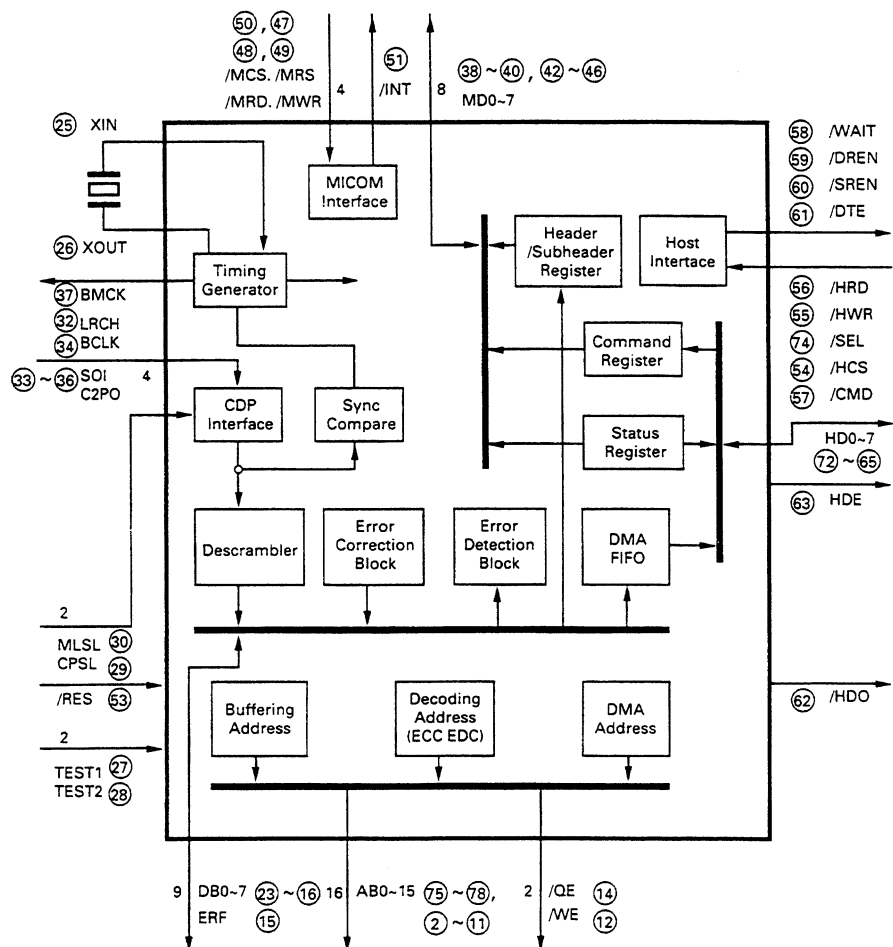 50 , 47
48 , 49
/MCS. /MRS
/MRD. /MWR
4
51
/INT
8
38 ~ 40 , 42 ~ 46
MD0~7
25 XIN
26 XOUT
37 BMCK
32 LRCH
34 BCLK
33 ~ 36 SOI
C2PO
4
MICOM
Interface
Timing
Generator
Header
/Subheader
Register
Host
Intertace
58 /WAIT
59 /DREN
60 /SREN
61 /DTE
56 /HRD
55 /HWR
74 /SEL
54 /HCS
57 /CMD
Command
Register
CDP
Interface
Sync
Compare
Status
Register
HD0~7
72 ~ 65
63 HDE
Descrambler
Error
Correction
Block
Error
Detection
Block
DMA
FIFO
2
MLSL 30
CPSL 29
/RES 53
2
TEST1 27
TEST2 28
Buffering
Address
Decoding
Address
(ECC EDC)
DMA
Address
62 /HDO
9 DB0~7 23 ~ 16
ERF 15
16 AB0~15 75 ~ 78 ,
2 ~ 11
2 /QE 14
/WE 12